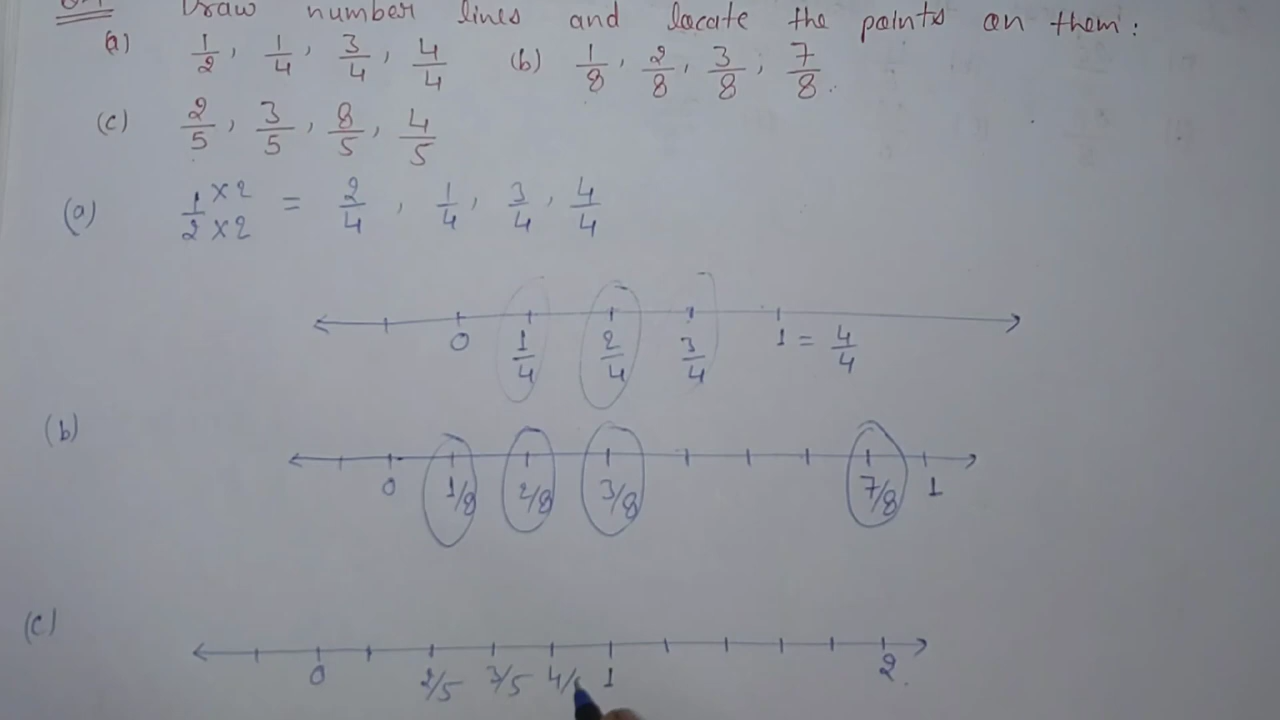 Draw number lines and locate the points on them:
(a) 1/2, 1/4, 3/4, 4/4 (b) 1/8, 2/8, 3/8, 7/8.
(c) 2/5, 3/5, 8/5, 4/5
(a) 1/2 ×2 ×2 = 2/4, 1/4, 3/4, 4/4
0 1/4 2/4 3/4 1 = 4/4
(b)
0 1/8 2/8 3/8 7/8 1
(c)
0 2/5 3/5 4/ 1 2.